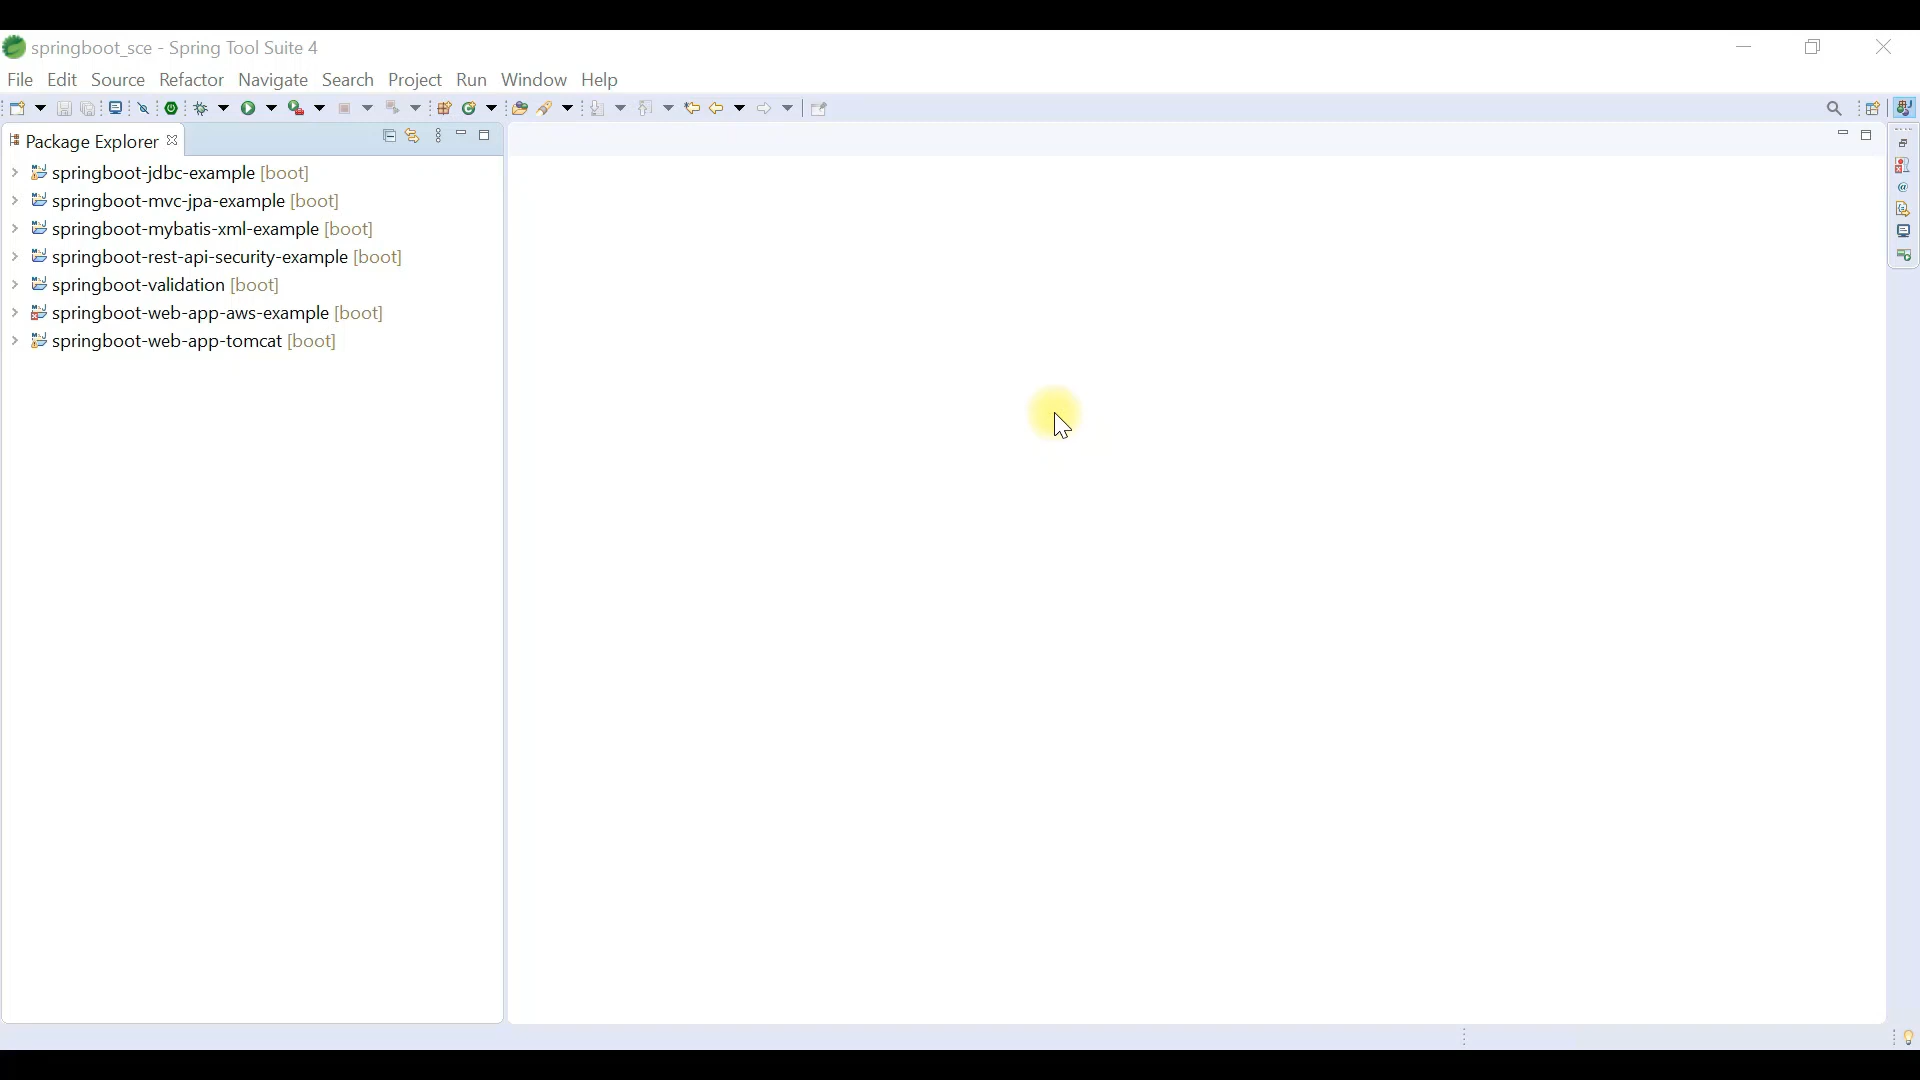 springboot_sce - Spring Tool Suite 4
File Edit Source Refactor Navigate Search Project Run Window Help
Package Explorer
springboot-jdbc-example [boot]
springboot-mvc-jpa-example [boot]
springboot-mybatis-xml-example [boot]
springboot-rest-api-security-example [boot]
springboot-validation [boot]
springboot-web-app-aws-example [boot]
springboot-web-app-tomcat [boot]